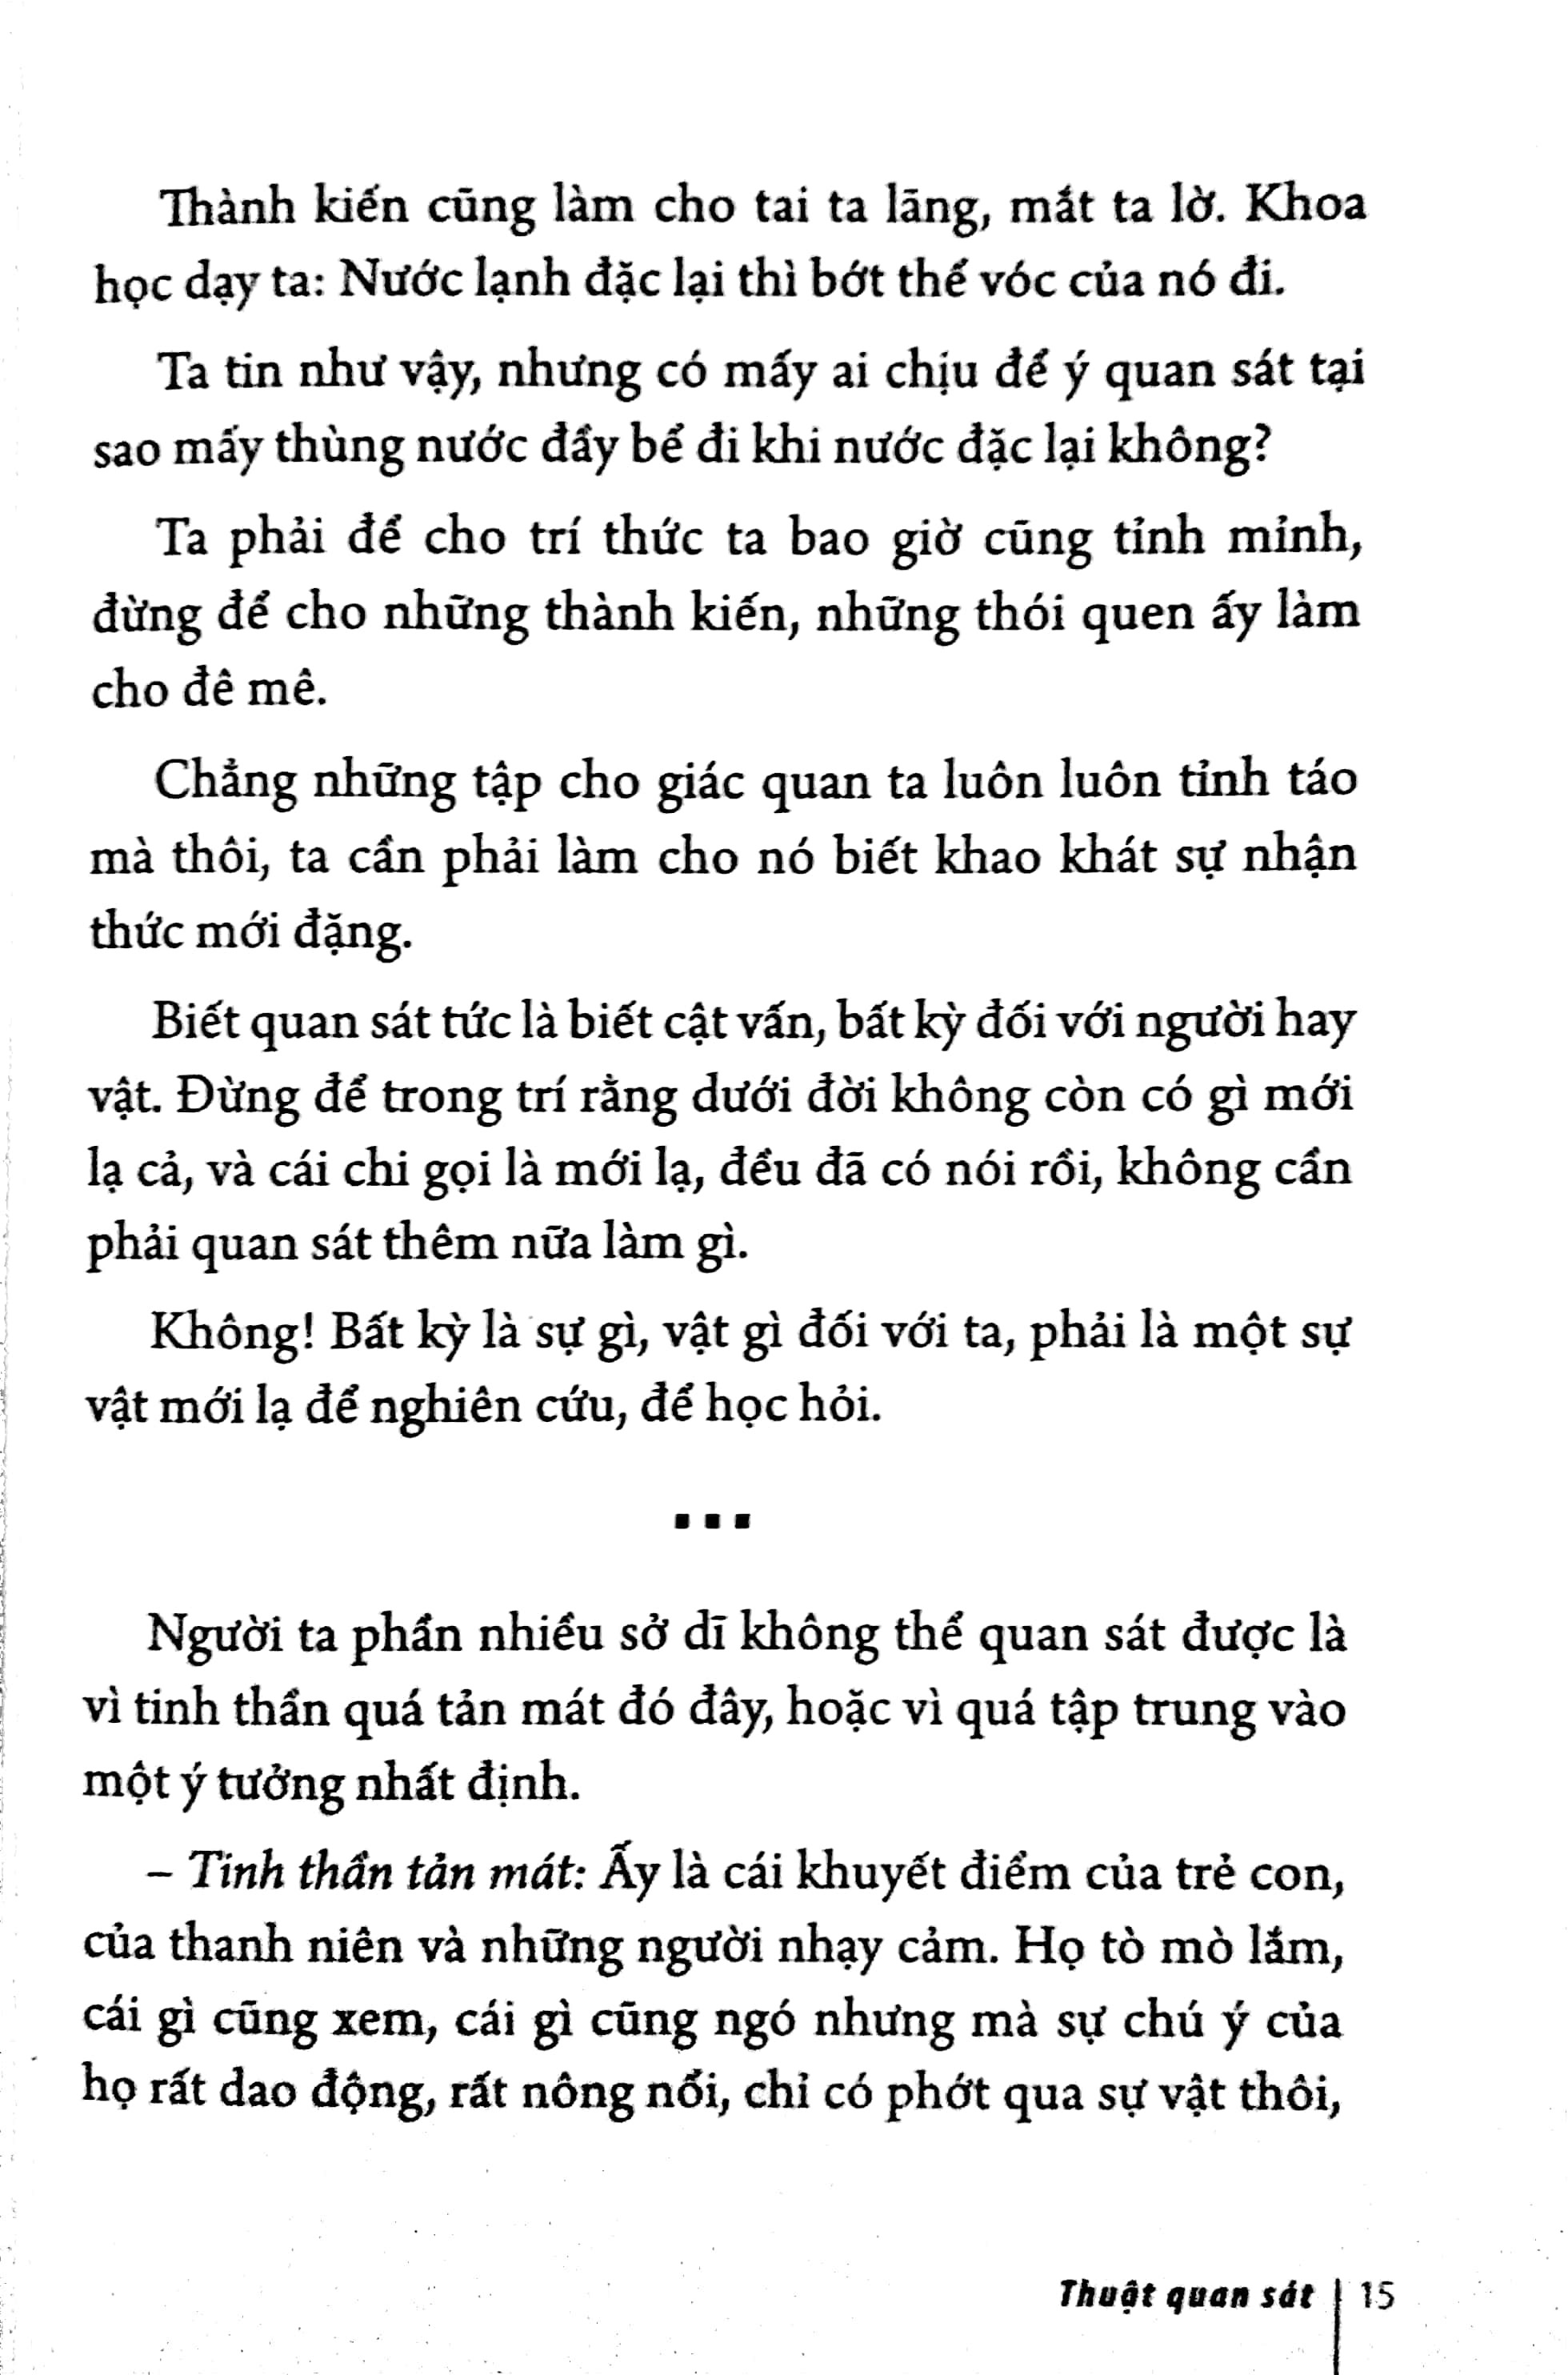 Thành kiến cũng làm cho tai ta lãng, mắt ta lờ. Khoa
học dạy ta: Nước lạnh đặc lại thì bớt thể vóc của nó đi.
Ta tin như vậy, nhưng có mấy ai chịu để ý quan sát tại
sao mấy thùng nước đầy bể đi khi nước đặc lại không?
Ta phải để cho trí thức ta bao giờ cũng tỉnh mỉnh,
đừng để cho những thành kiến, những thói quen ấy làm
cho đê mê.
Chẳng những tập cho giác quan ta luôn luôn tỉnh táo
mà thôi, ta cần phải làm cho nó biết khao khát sự nhận
thức mới đặng.
Biết quan sát tức là biết cật vấn, bất kỳ đối với người hay
vật. Đừng để trong trí rằng dưới đời không còn có gì mới
lạ cả, và cái chi gọi là mới lạ, đều đã có nói rồi, không cần
phải quan sát thêm nữa làm gì.
Không! Bất kỳ là sự gì, vật gì đối với ta, phải là một sự
vật mới lạ để nghiên cứu, để học hỏi.
▪ ▪ ▪
Người ta phần nhiều sở dĩ không thể quan sát được là
vì tinh thần quá tản mát đó đây, hoặc vì quá tập trung vào
một ý tưởng nhất định.
– Tinh thần tản mát: Ấy là cái khuyết điểm của trẻ con,
của thanh niên và những người nhạy cảm. Họ tò mò lắm,
cái gì cũng xem, cái gì cũng ngó nhưng mà sự chú ý của
họ rất dao động, rất nông nổi, chỉ có phớt qua sự vật thôi,
Thuật quan sát | 15